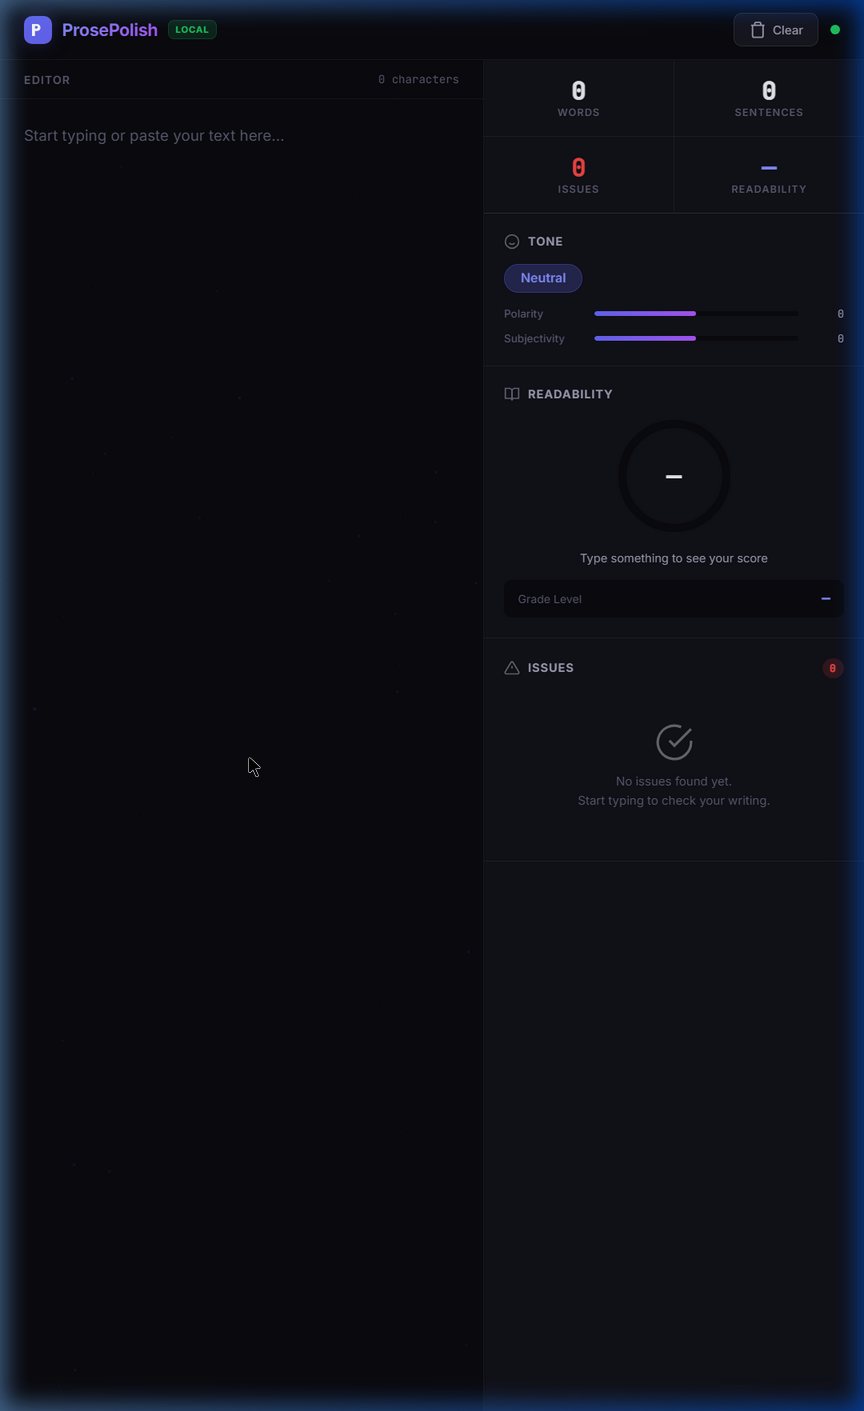 P ProsePolish LOCAL
Clear
EDITOR
0 characters
Start typing or paste your text here...
0
WORDS
0
SENTENCES
0
ISSUES
—
READABILITY
TONE
Neutral
Polarity 0
Subjectivity 0
READABILITY
—
Type something to see your score
Grade Level —
ISSUES 0
No issues found yet.
Start typing to check your writing.